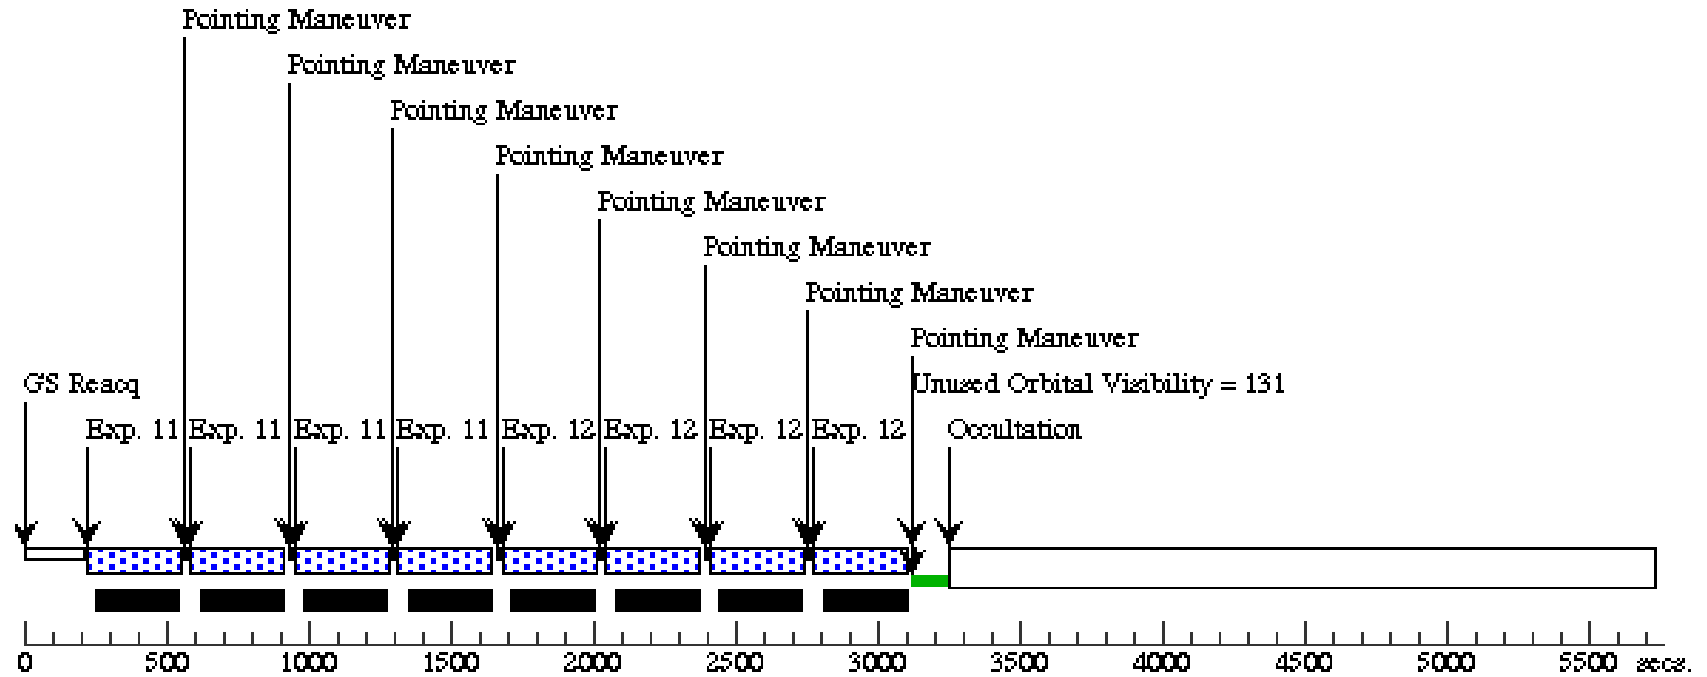 Pointing Maneuver
Pointing Maneuver
Pointing Maneuver
Pointing Maneuver
Pointing Maneuver
Pointing Maneuver
Pointing Maneuver
Pointing Maneuver
GS Reacq Unused Orbital Visibility = 131
Exp. 11 Exp. 11 Exp. 11 Exp. 11 Exp. 12 Exp. 12 Exp. 12 Exp. 12 Occultation
0 500 1000 1500 2000 2500 3000 3500 4000 4500 5000 5500 secs.